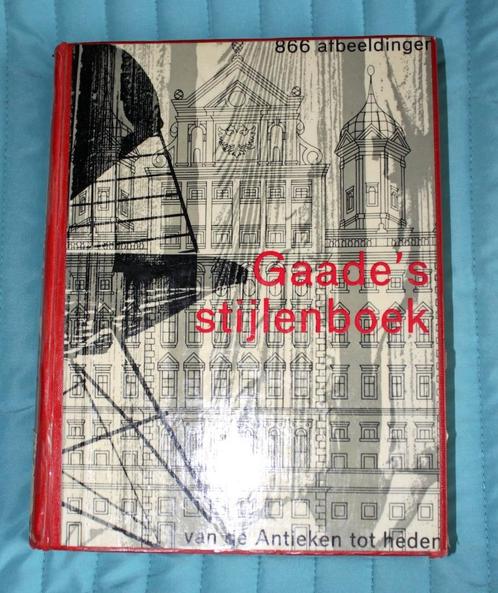 866 afbeeldingen
Gaade's
stijlenboek
van de Antieken tot heden